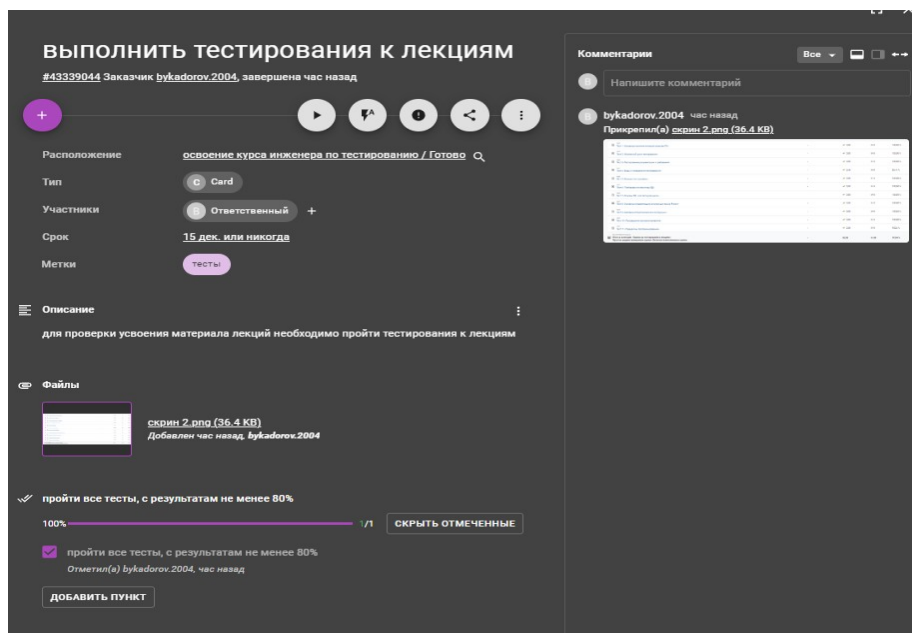 выполнить тестирования к лекциям
#43339044 Заказчик bykadorov.2004, завершена час назад
Расположение освоение курса инженера по тестированию / Готово
Тип C Card
Участники B Ответственный +
Срок 15 дек. или никогда
Метки тесты
Описание
для проверки усвоения материала лекций необходимо пройти тестирования к лекциям
Файлы
скрин 2.png (36.4 KB)
Добавлен час назад, bykadorov.2004
пройти все тесты, с результатам не менее 80%
100% 1/1 СКРЫТЬ ОТМЕЧЕННЫЕ
пройти все тесты, с результатам не менее 80%
Отметил(а) bykadorov.2004, час назад
ДОБАВИТЬ ПУНКТ
Комментарии Все
B Напишите комментарий
B bykadorov.2004 час назад
Прикрепил(а) скрин 2.png (36.4 KB)